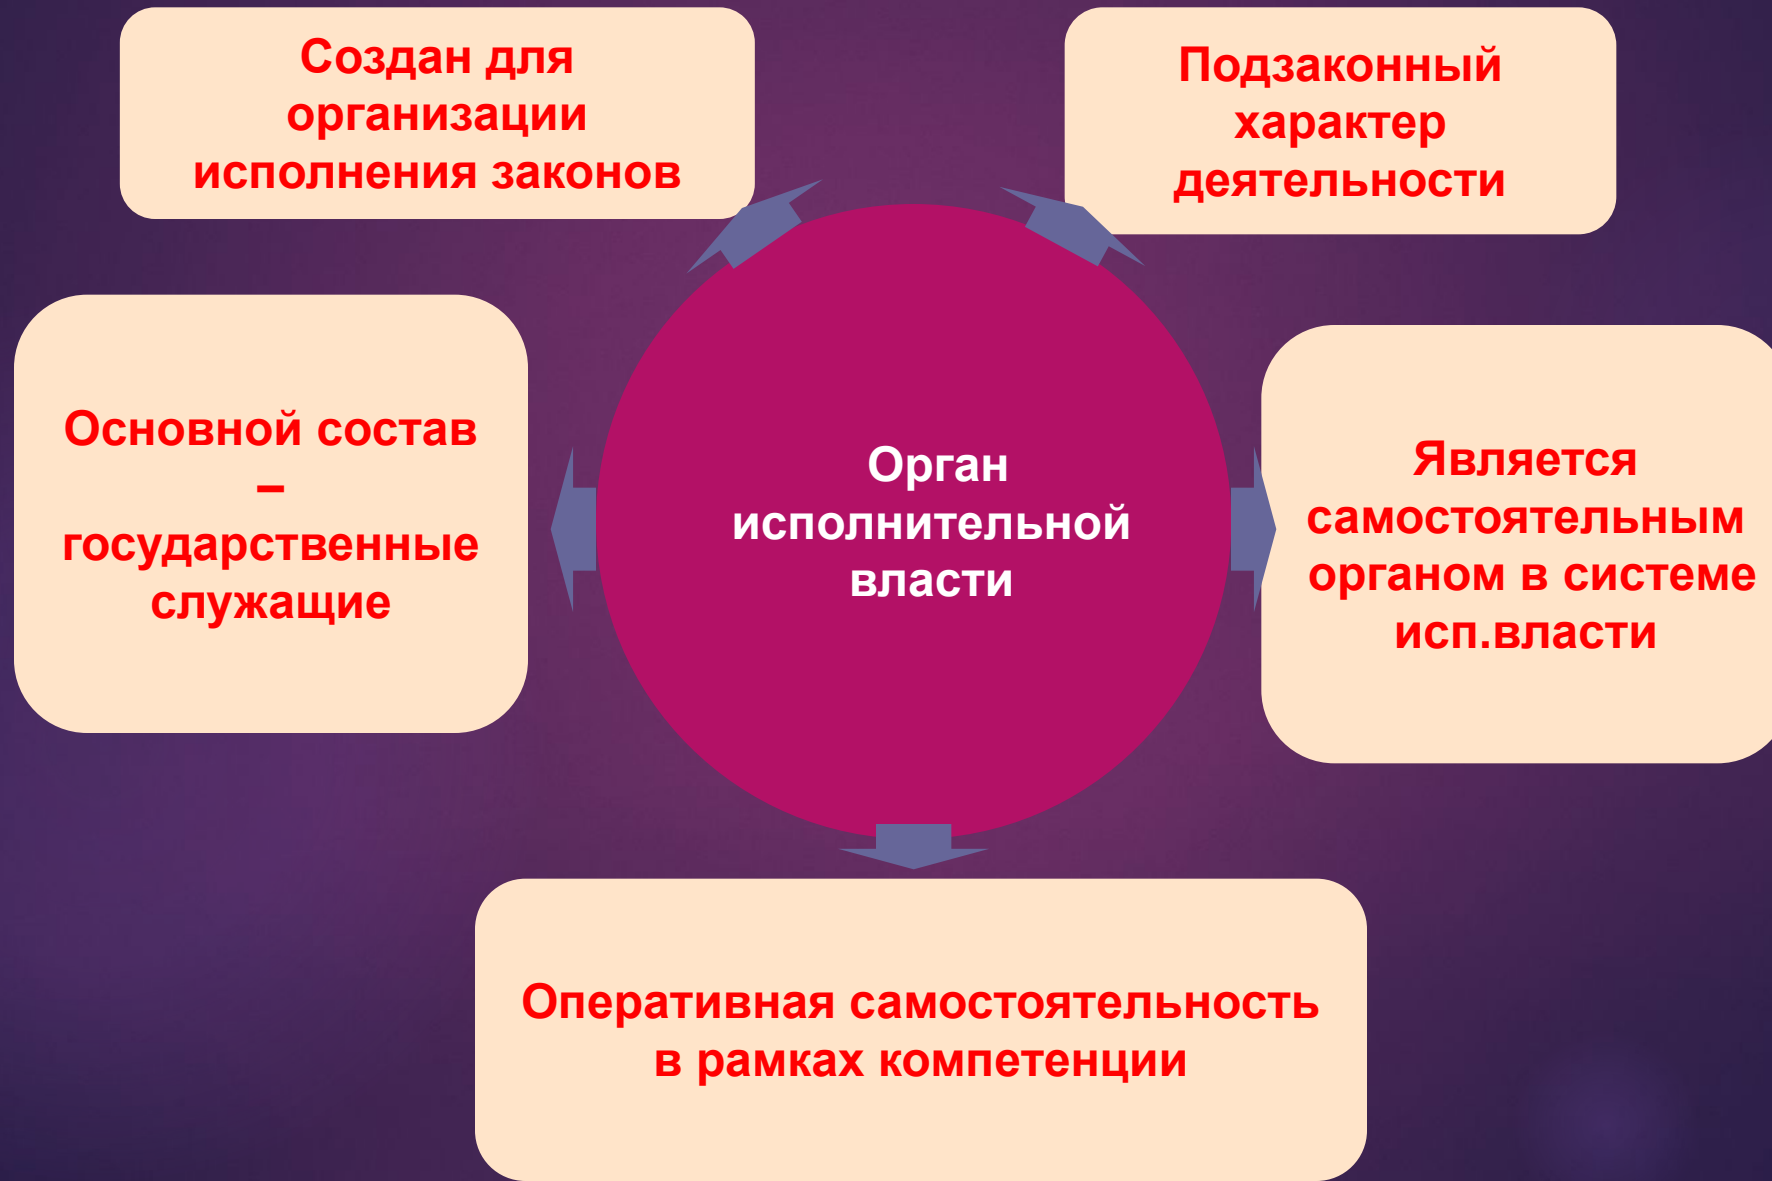 Создан для
организации
исполнения законов
Подзаконный
характер
деятельности
Основной состав
–
государственные
служащие
Орган
исполнительной
власти
Является
самостоятельным
органом в системе
исп.власти
Оперативная самостоятельность
в рамках компетенции